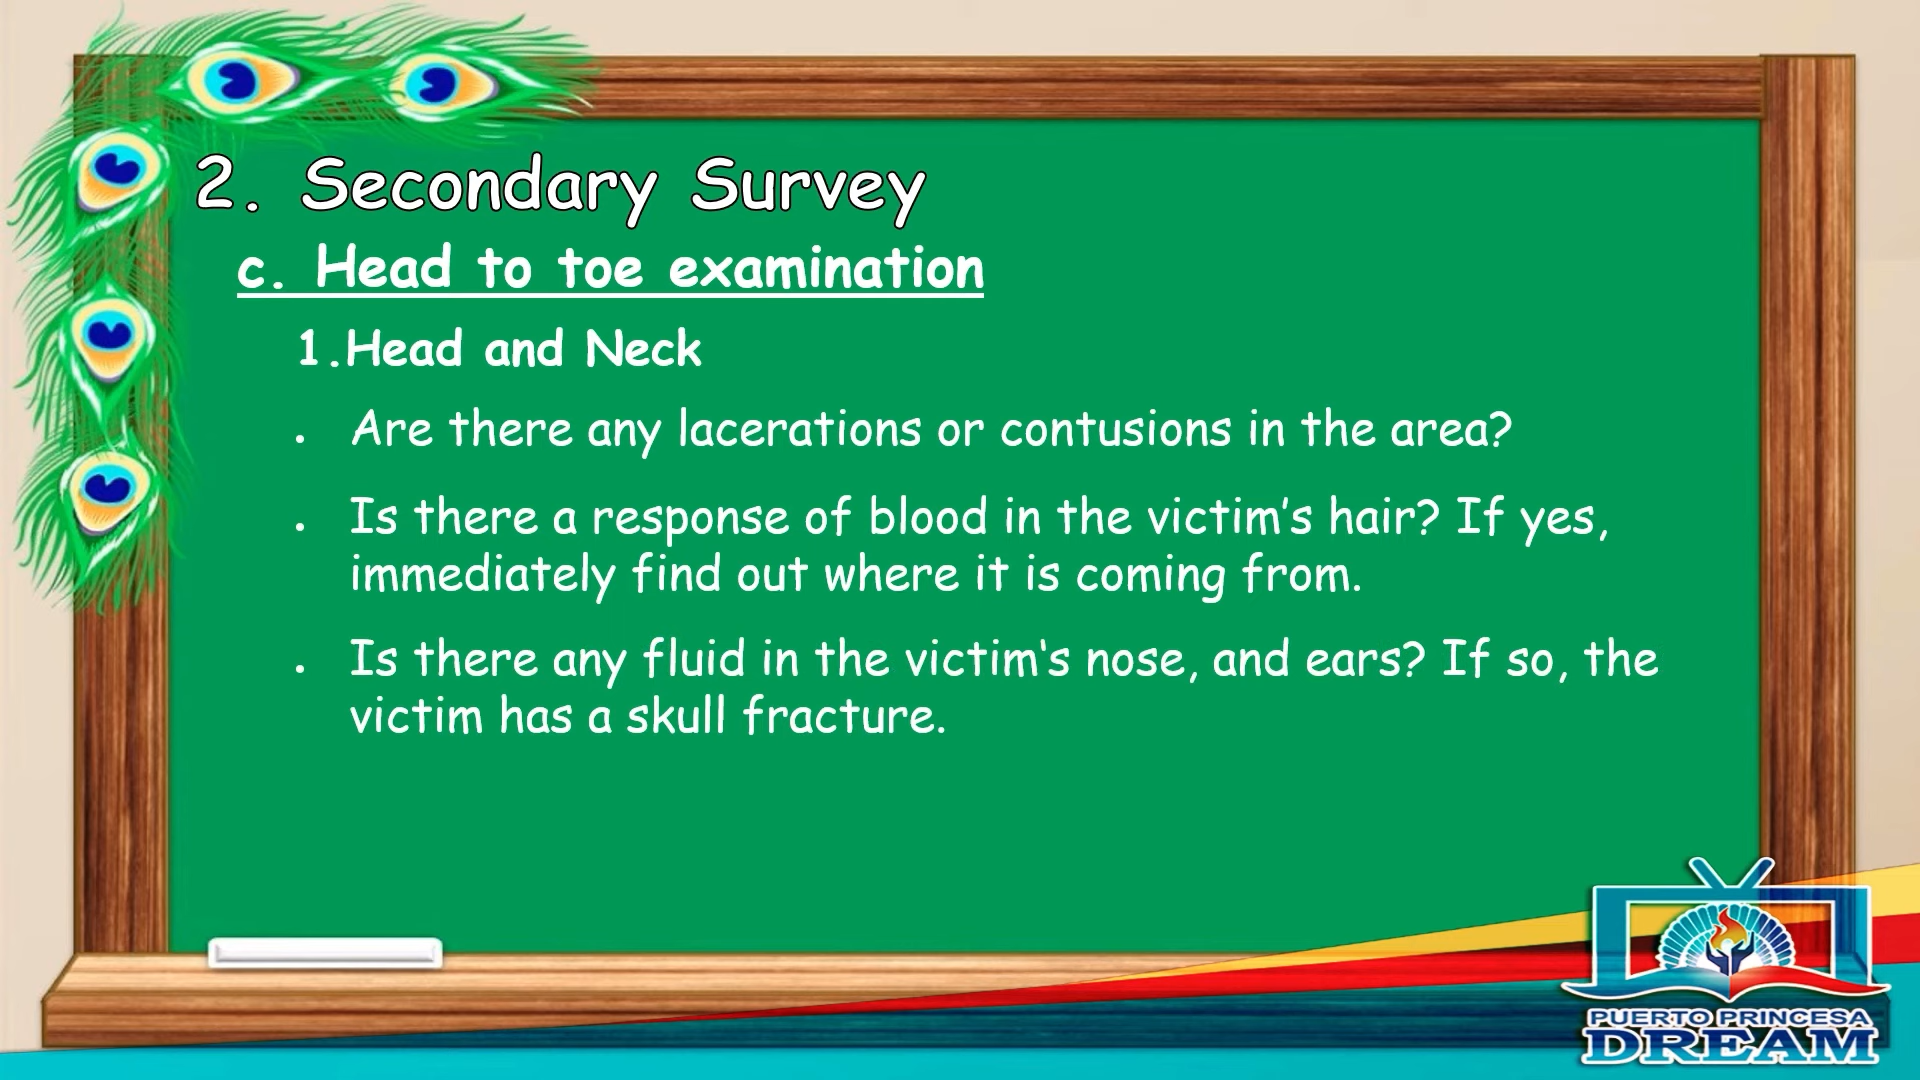 2. Secondary Survey
c. Head to toe examination
1.Head and Neck
• Are there any lacerations or contusions in the area?
• Is there a response of blood in the victim’s hair? If yes,
immediately find out where it is coming from.
• Is there any fluid in the victim‘s nose, and ears? If so, the
victim has a skull fracture.
PUERTO PRINCESA
DREAM